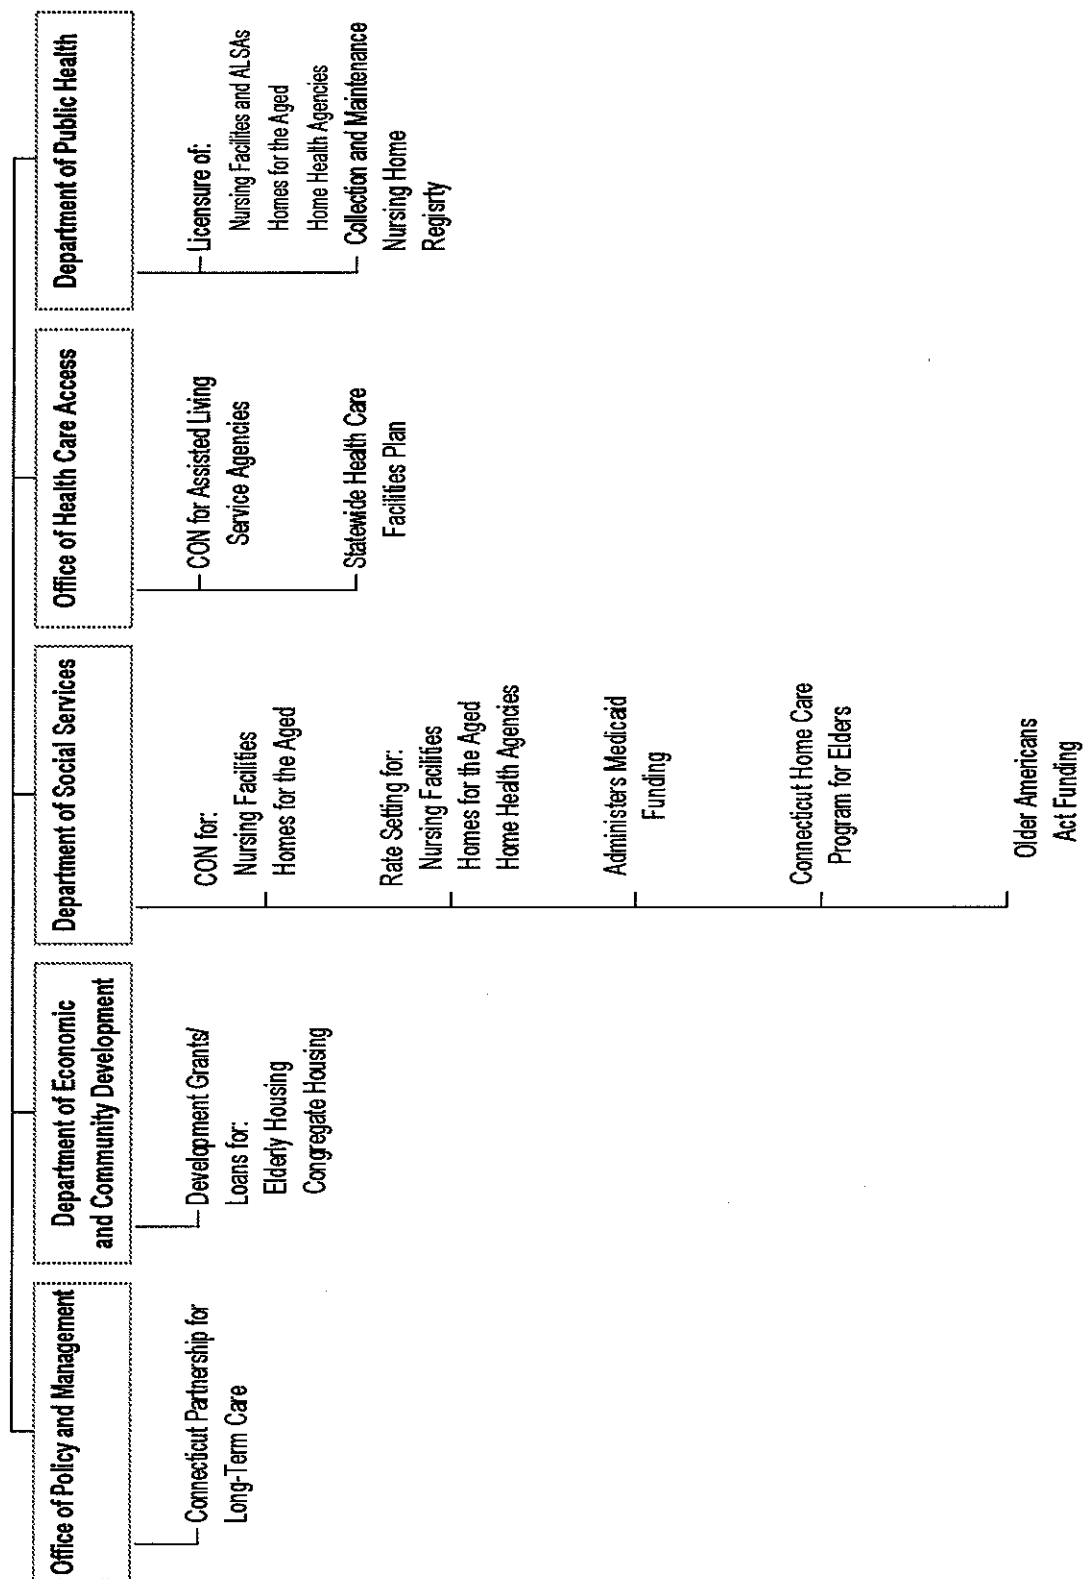 Office of Policy and Management
Connecticut Partnership for
Long-Term Care
Department of Economic
and Community Development
Development Grants/
Loans for:
Elderly Housing
Congregate Housing
Department of Social Services
CON for:
Nursing Facilities
Homes for the Aged
Rate Setting for:
Nursing Facilities
Homes for the Aged
Home Health Agencies
Administers Medicaid
Funding
Connecticut Home Care
Program for Elders
Older Americans
Act Funding
Office of Health Care Access
CON for Assisted Living
Service Agencies
Statewide Health Care
Facilities Plan
Department of Public Health
Licensure of:
Nursing Facilites and ALSAs
Homes for the Aged
Home Health Agencies
Collection and Maintenance
Nursing Home
Regisrty